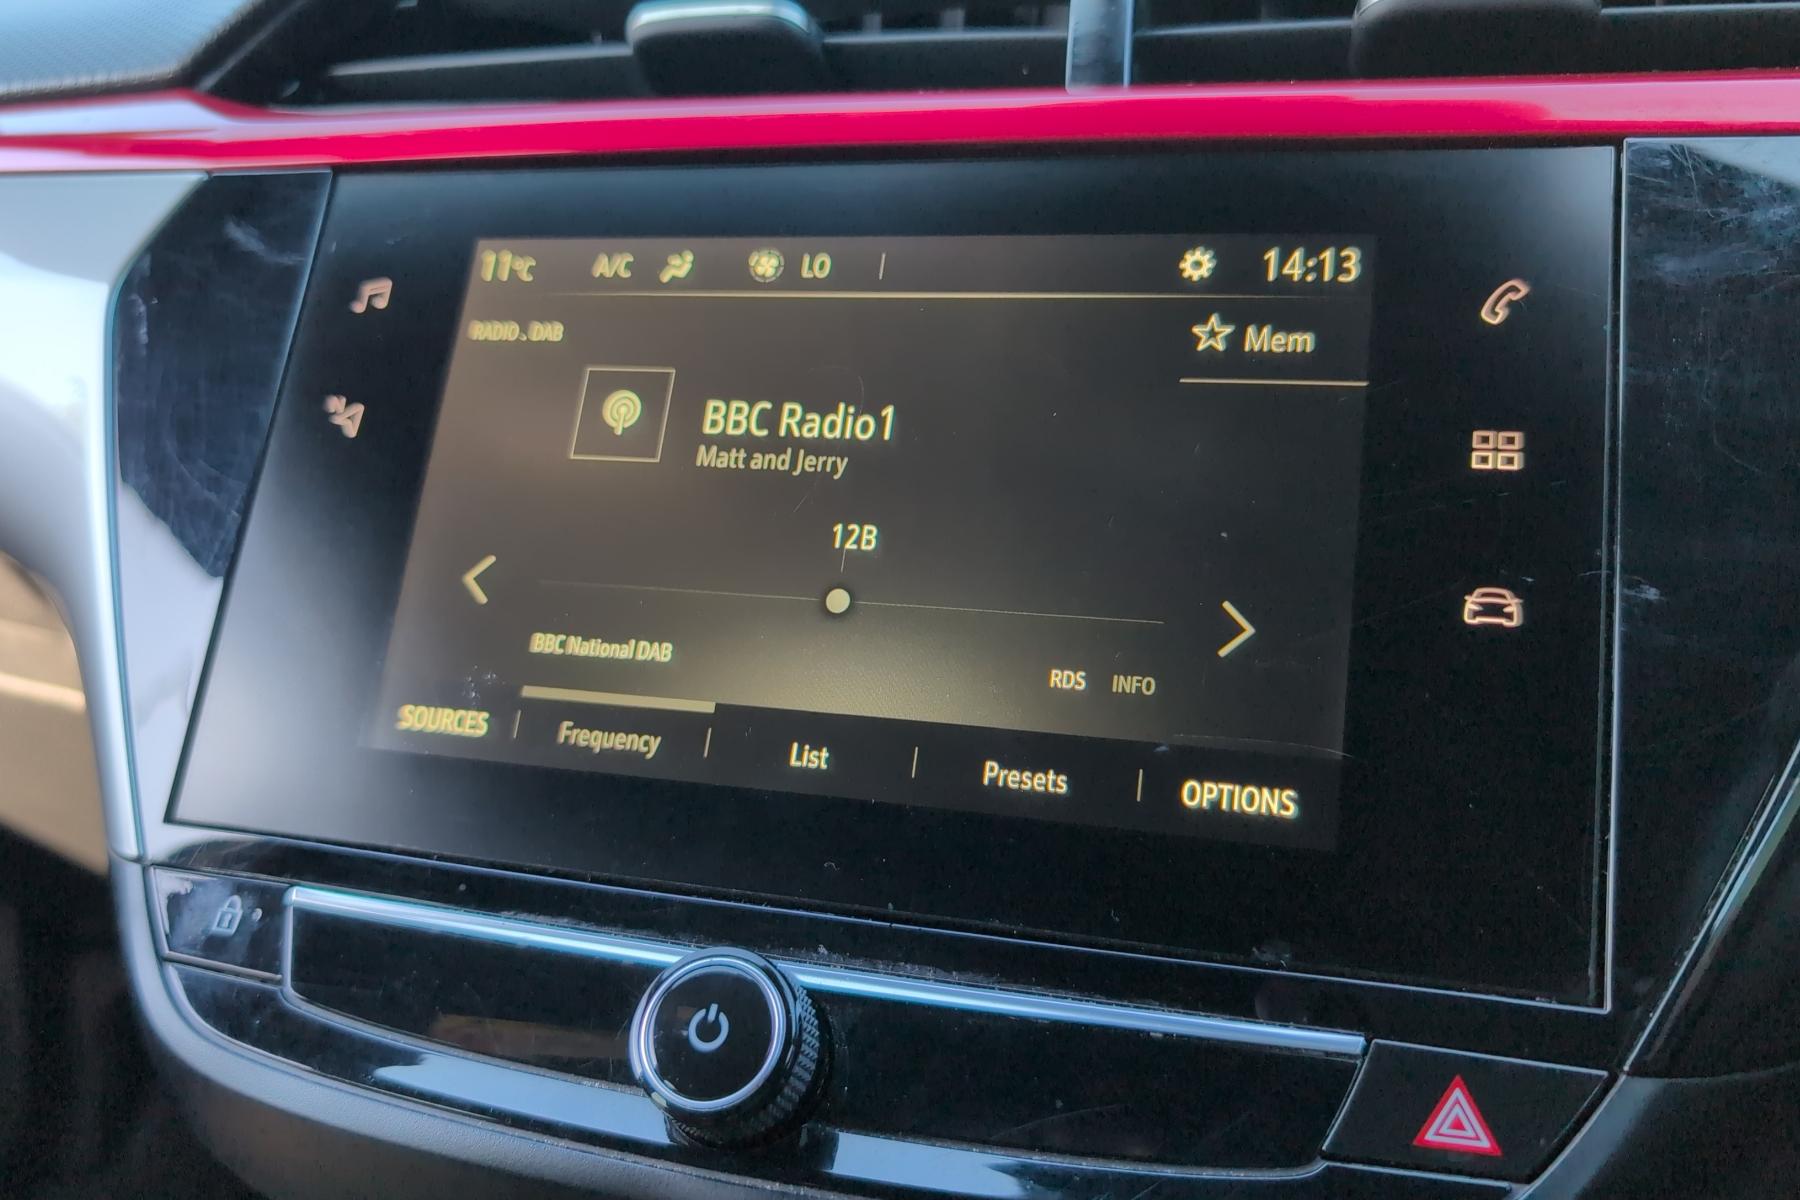 11°C A/C LO 14:13
RADIO DAB
Mem
BBC Radio1
Matt and Jerry
12B
BBC National DAB
RDS INFO
SOURCES Frequency List Presets OPTIONS